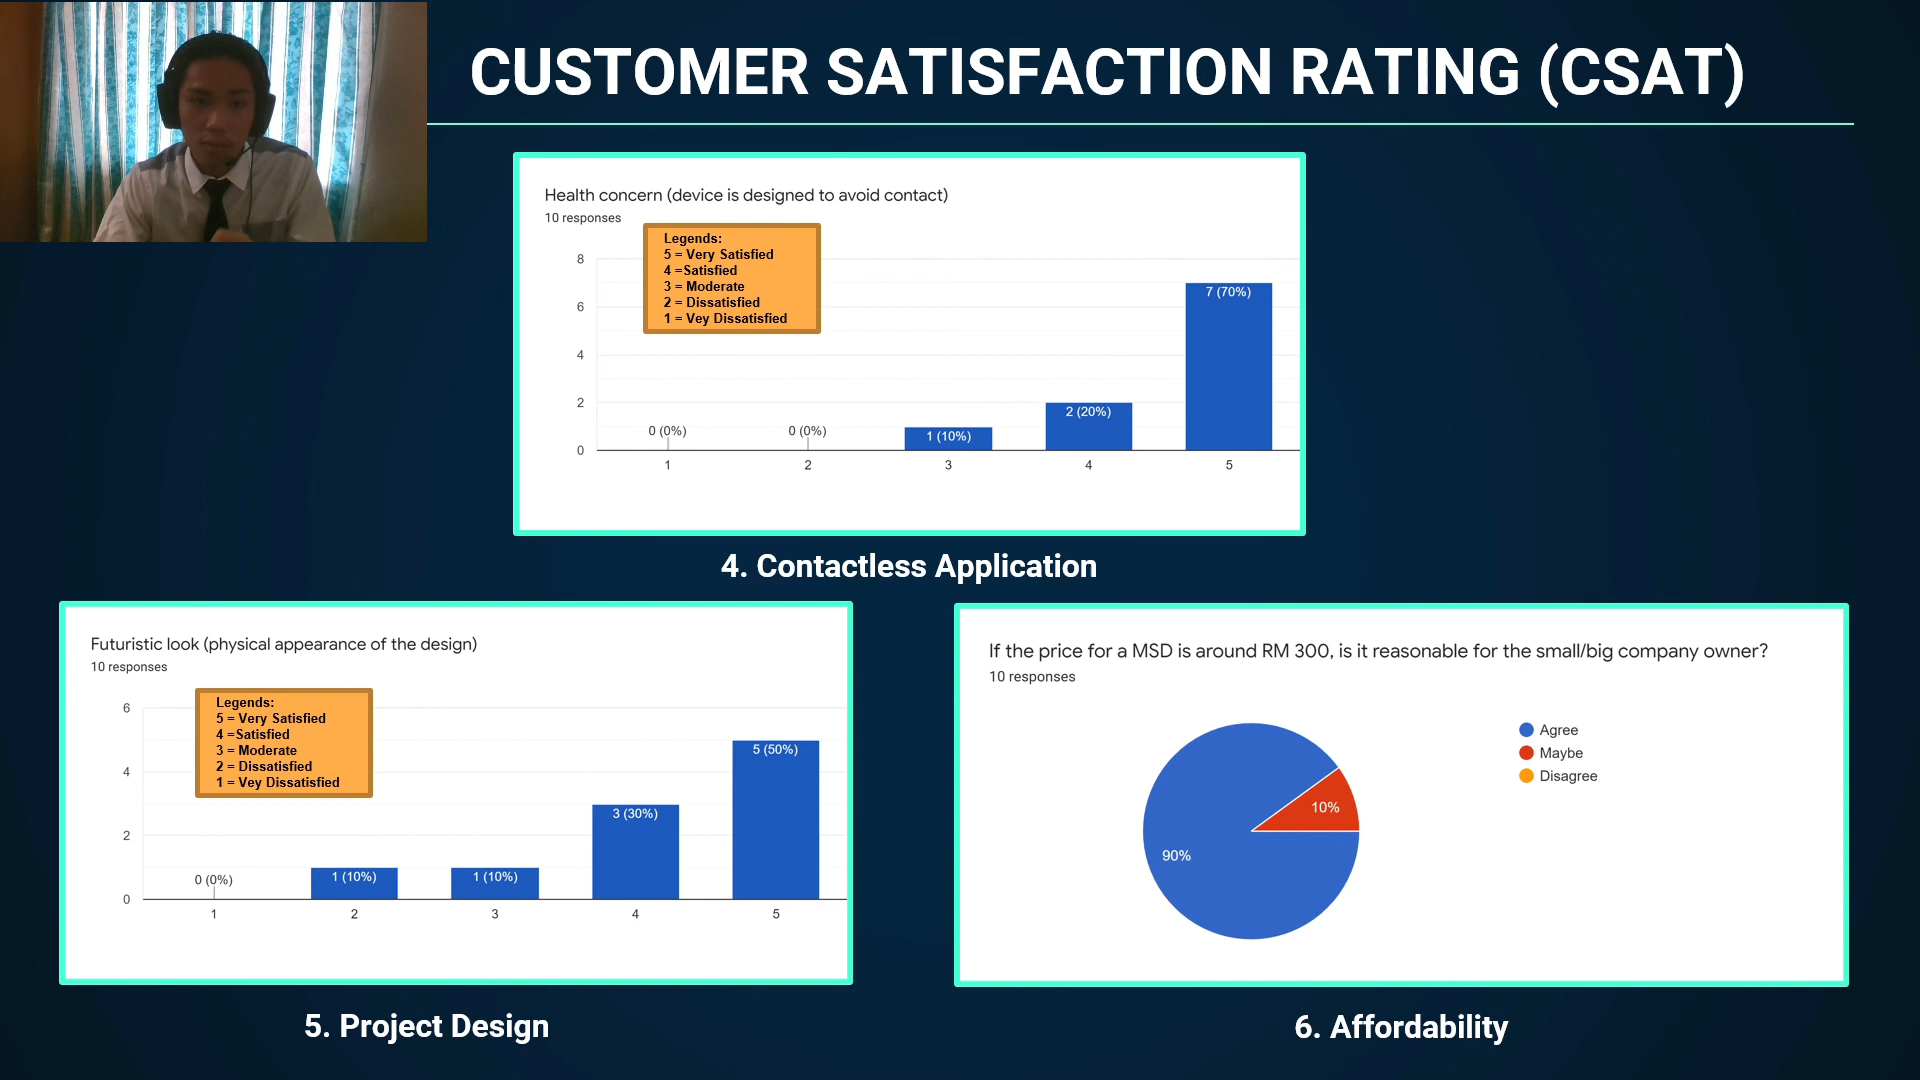 CUSTOMER SATISFACTION RATING (CSAT)
Health concern (device is designed to avoid contact)
10 responses
Legends:
5 = Very Satisfied
4 =Satisfied
3 = Moderate
2 = Dissatisfied
1 = Vey Dissatisfied
8
6
4
2
0
0 (0%)
0 (0%)
1 (10%)
2 (20%)
7 (70%)
1
2
3
4
5
4. Contactless Application
Futuristic look (physical appearance of the design)
10 responses
Legends:
5 = Very Satisfied
4 =Satisfied
3 = Moderate
2 = Dissatisfied
1 = Vey Dissatisfied
6
4
2
0
0 (0%)
1 (10%)
1 (10%)
3 (30%)
5 (50%)
1
2
3
4
5
5. Project Design
If the price for a MSD is around RM 300, is it reasonable for the small/big company owner?
10 responses
Agree
Maybe
Disagree
10%
90%
6. Affordability